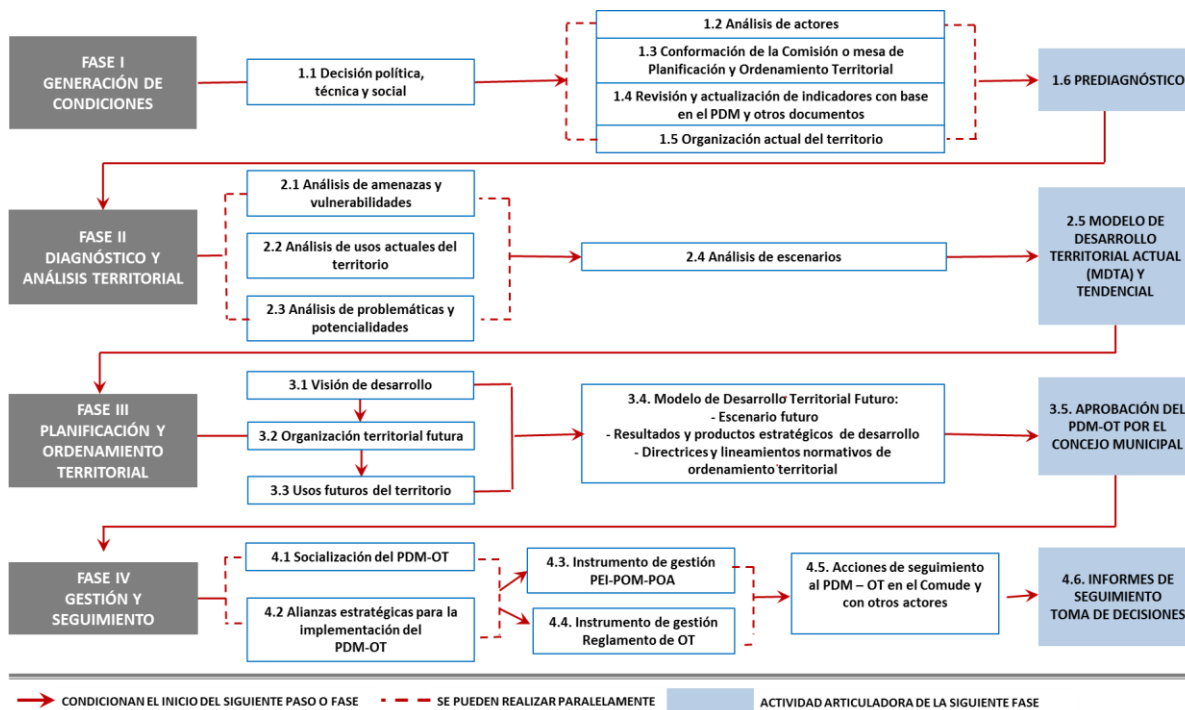 FASE I
GENERACIÓN DE
CONDICIONES
1.1 Decisión política,
técnica y social
1.2 Análisis de actores
1.3 Conformación de la Comisión o mesa de
Planificación y Ordenamiento Territorial
1.4 Revisión y actualización de indicadores con base
en el PDM y otros documentos
1.5 Organización actual del territorio
1.6 PREDIAGNÓSTICO
FASE II
DIAGNÓSTICO Y
ANÁLISIS TERRITORIAL
2.1 Análisis de amenazas y
vulnerabilidades
2.2 Análisis de usos actuales del
territorio
2.3 Análisis de problemáticas y
potencialidades
2.4 Análisis de escenarios
2.5 MODELO DE
DESARROLLO
TERRITORIAL ACTUAL
(MDTA) Y
TENDENCIAL
FASE III
PLANIFICACIÓN Y
ORDENAMIENTO
TERRITORIAL
3.1 Visión de desarrollo
3.2 Organización territorial futura
3.3 Usos futuros del territorio
3.4. Modelo de Desarrollo Territorial Futuro:
- Escenario futuro
- Resultados y productos estratégicos de desarrollo
- Directrices y lineamientos normativos de
ordenamiento territorial
3.5. APROBACIÓN DEL
PDM-OT POR EL
CONCEJO MUNICIPAL
FASE IV
GESTIÓN Y
SEGUIMIENTO
4.1 Socialización del PDM-OT
4.2 Alianzas estratégicas para la
implementación del
PDM-OT
4.3. Instrumento de gestión
PEI-POM-POA
4.4. Instrumento de gestión
Reglamento de OT
4.5. Acciones de seguimiento
al PDM – OT en el Comude y
con otros actores
4.6. INFORMES DE
SEGUIMIENTO
TOMA DE DECISIONES
CONDICIONAN EL INICIO DEL SIGUIENTE PASO O FASE
SE PUEDEN REALIZAR PARALELAMENTE
ACTIVIDAD ARTICULADORA DE LA SIGUIENTE FASE